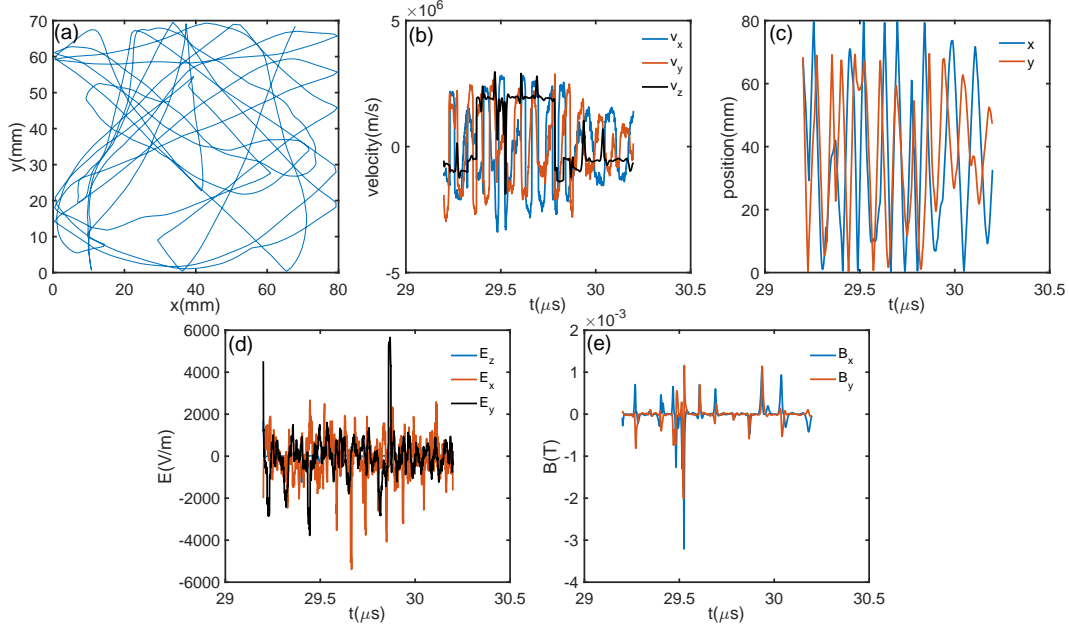 (a)
70
60
50
40
30
20
10
0
y(mm)
0 20 40 60 80
x(mm)
×10⁶
(b)
5
0
-5
velocity(m/s)
v_x
v_y
v_z
29 29.5 30 30.5
t(μs)
(c)
80
60
40
20
0
position(mm)
x
y
29 29.5 30 30.5
t(μs)
(d)
6000
4000
2000
0
-2000
-4000
-6000
E(V/m)
E_z
E_x
E_y
29 29.5 30 30.5
t(μs)
×10⁻³
(e)
2
1
0
-1
-2
-3
-4
B(T)
B_x
B_y
29 29.5 30 30.5
t(μs)